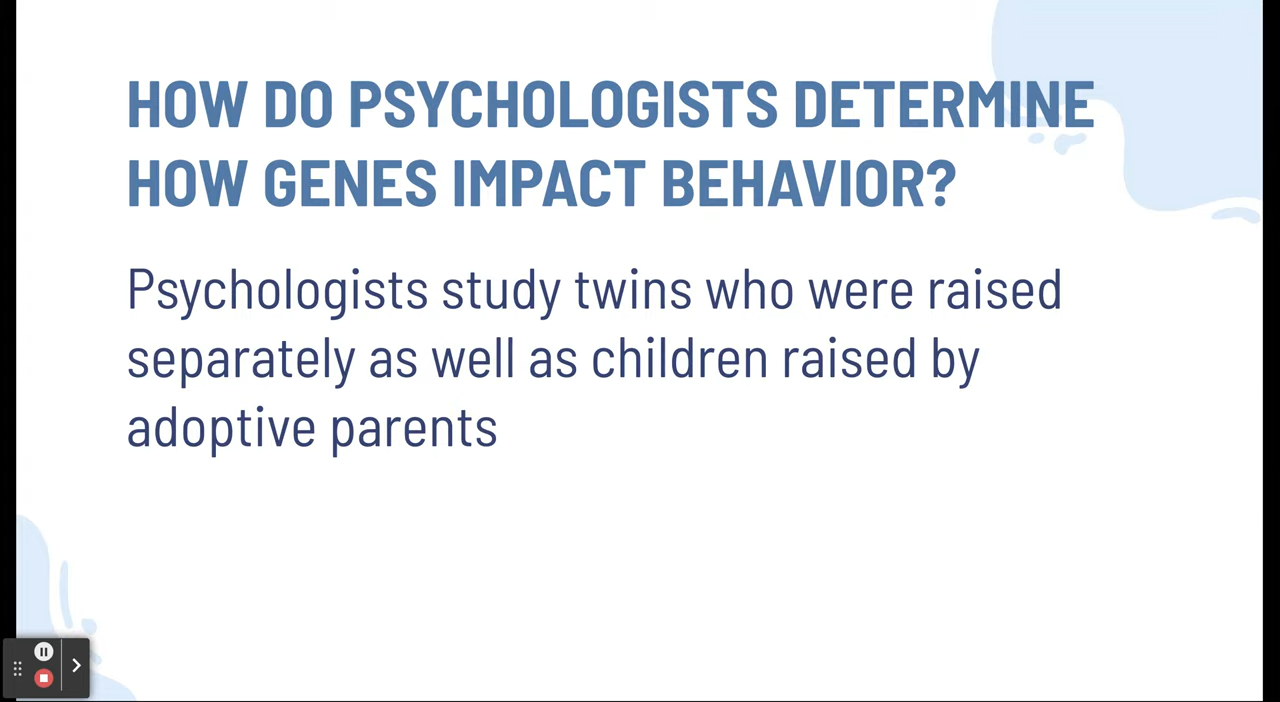 HOW DO PSYCHOLOGISTS DETERMINE
HOW GENES IMPACT BEHAVIOR?
Psychologists study twins who were raised
separately as well as children raised by
adoptive parents